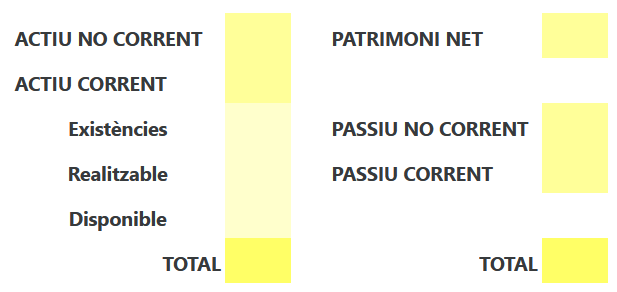 ACTIU NO CORRENT
ACTIU CORRENT
Existències
Realitzable
Disponible
TOTAL
PATRIMONI NET
PASSIU NO CORRENT
PASSIU CORRENT
TOTAL